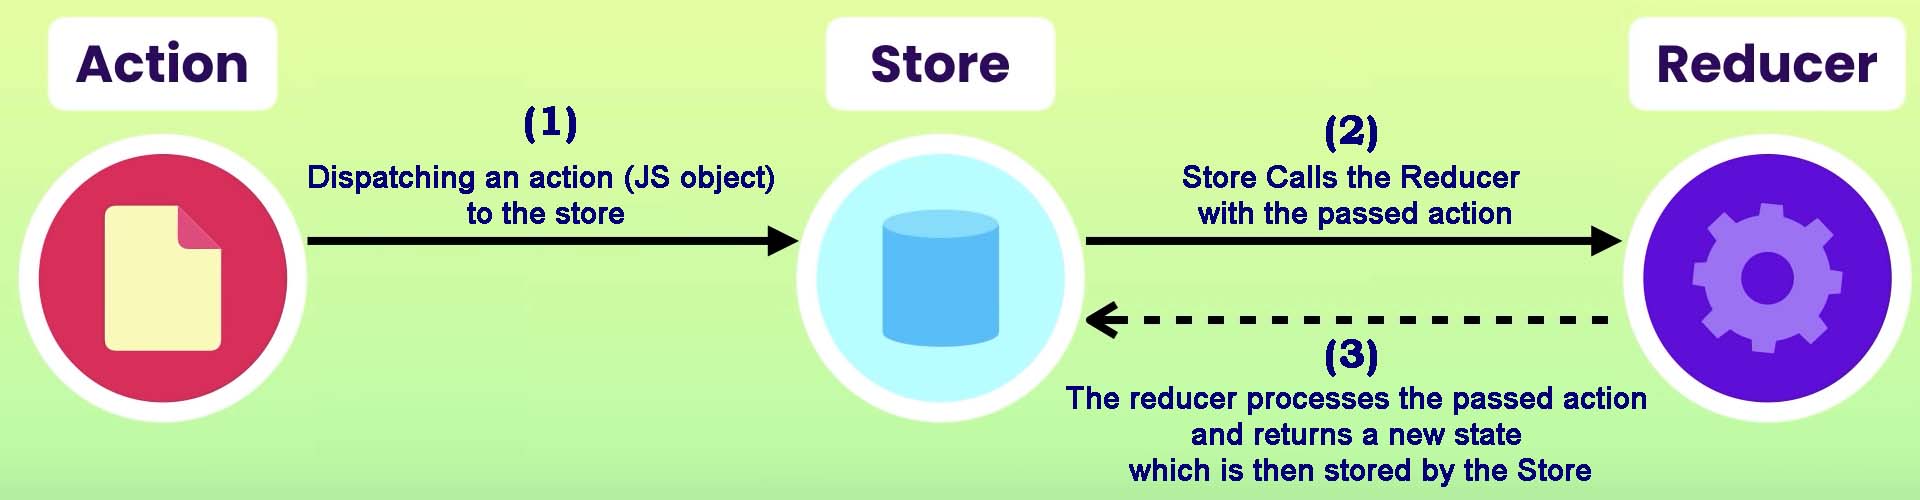 Action
Store
Reducer
(1)
Dispatching an action (JS object)
to the store
(2)
Store Calls the Reducer
with the passed action
(3)
The reducer processes the passed action
and returns a new state
which is then stored by the Store